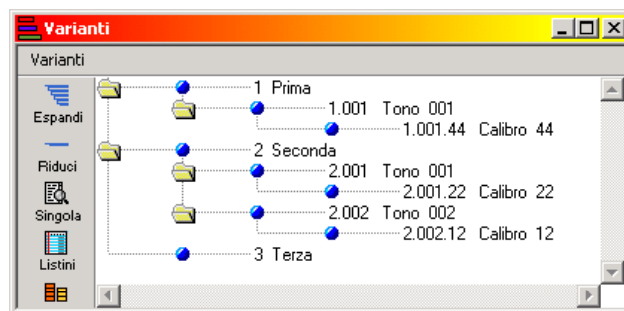 Varianti
Varianti
Espandi
Riduci
Singola
Listini
1 Prima
1.001 Tono 001
1.001.44 Calibro 44
2 Seconda
2.001 Tono 001
2.001.22 Calibro 22
2.002 Tono 002
2.002.12 Calibro 12
3 Terza